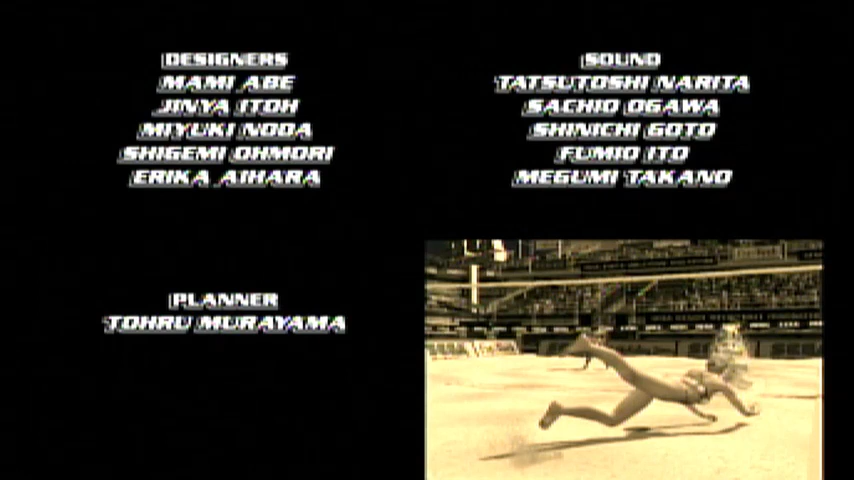 DESIGNERS
MAMI ABE
JINYA ITOH
MIYUKI NODA
SHIGEMI OHMORI
ERIKA AIHARA
SOUND
TATSUTOSHI NARITA
SACHIO OGAWA
SHINICHI GOTO
FUMIO ITO
MEGUMI TAKANO
PLANNER
TOHRU MURAYAMA